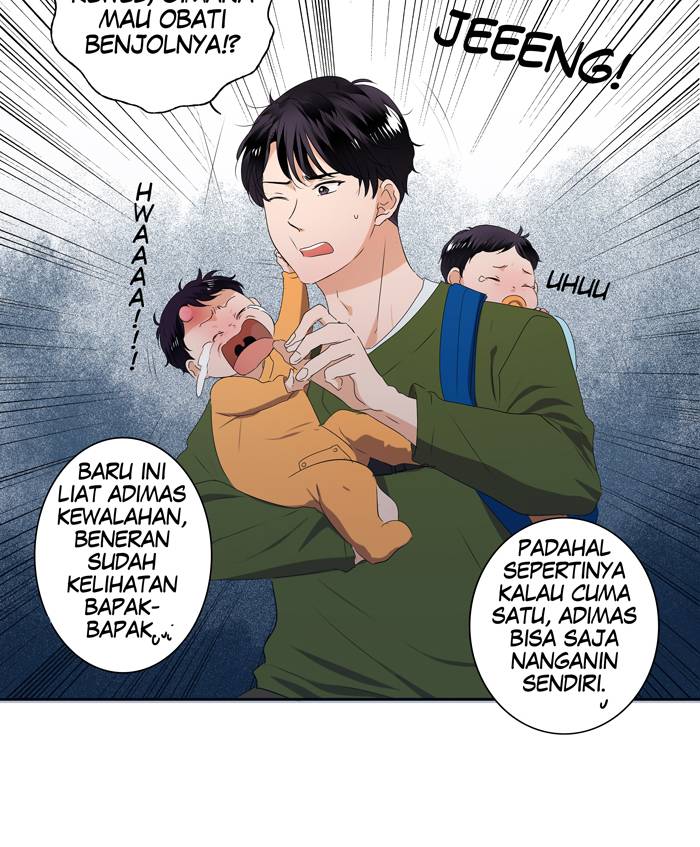 MAU OBATI
BENJOLNYA!?
JEEENG!
HWAAAA!!!
UHUU
BARU INI
LIAT ADIMAS
KEWALAHAN,
BENERAN
SUDAH
KELIHATAN
BAPAK-
BAPAK.
PADAHAL
SEPERTINYA
KALAU CUMA
SATU, ADIMAS
BISA SAJA
NANGANIN
SENDIRI.